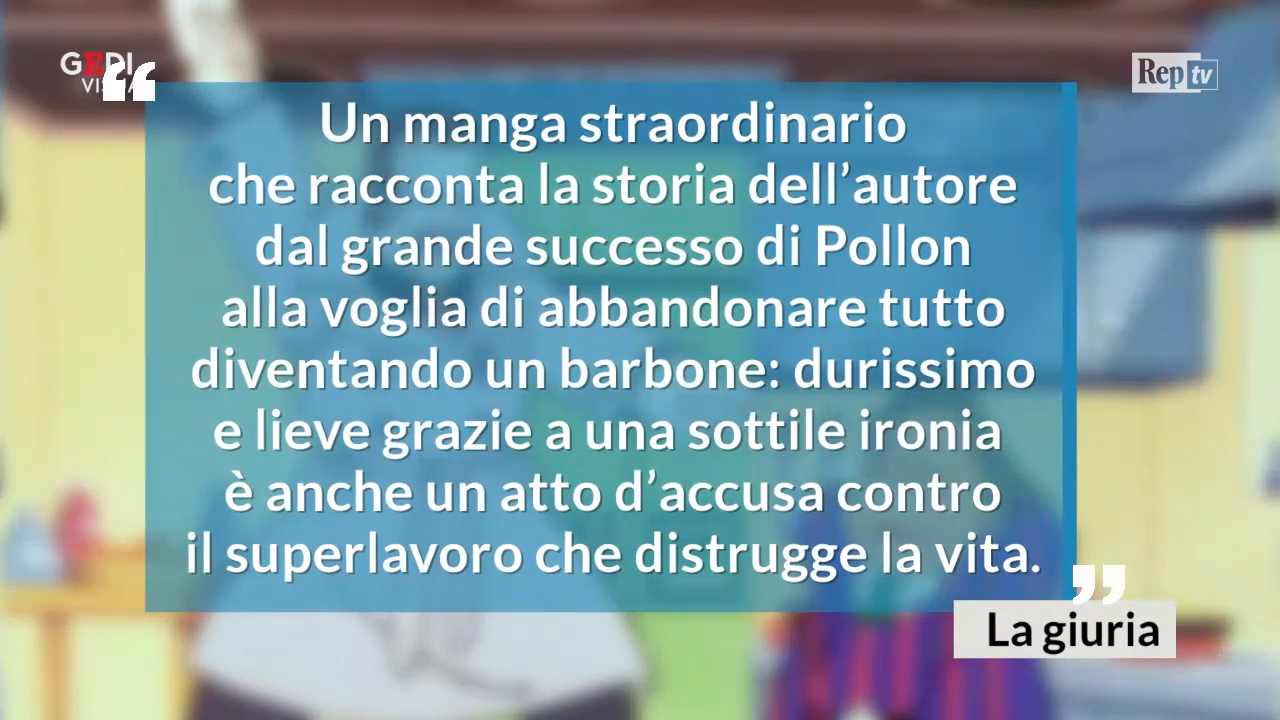 GEDI
Rep tv
“
Un manga straordinario
che racconta la storia dell’autore
dal grande successo di Pollon
alla voglia di abbandonare tutto
diventando un barbone: durissimo
e lieve grazie a una sottile ironia
è anche un atto d’accusa contro
il superlavoro che distrugge la vita.
”
La giuria